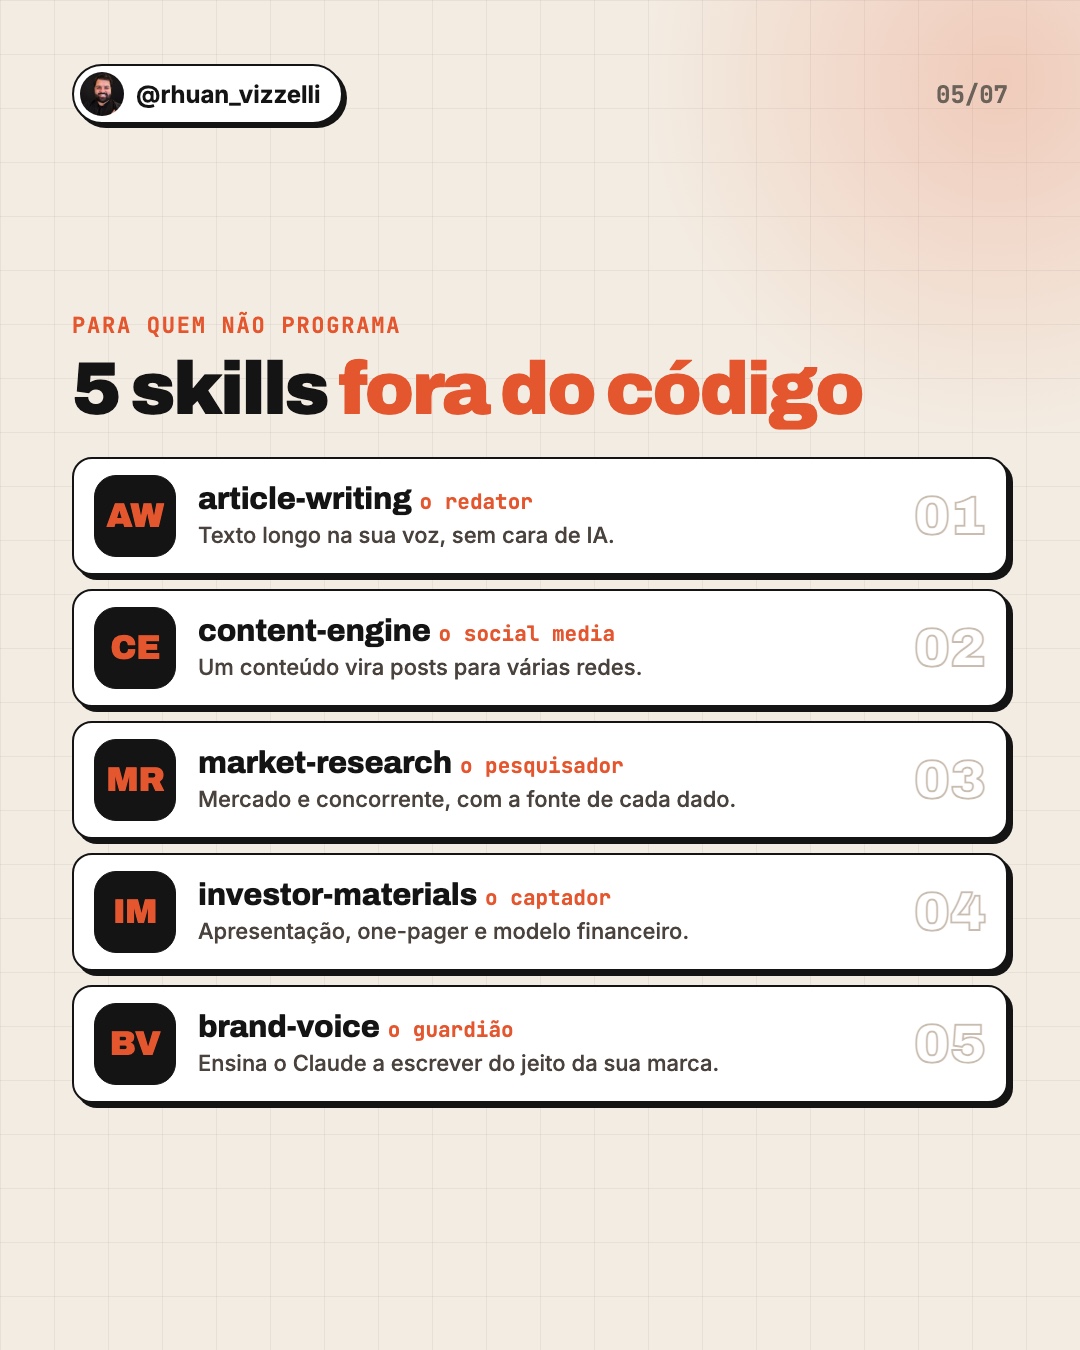 @rhuan_vizzelli
05/07
PARA QUEM NÃO PROGRAMA
5 skills fora do código
AW
article-writing o redator
Texto longo na sua voz, sem cara de IA.
01
CE
content-engine o social media
Um conteúdo vira posts para várias redes.
02
MR
market-research o pesquisador
Mercado e concorrente, com a fonte de cada dado.
03
IM
investor-materials o captador
Apresentação, one-pager e modelo financeiro.
04
BV
brand-voice o guardião
Ensina o Claude a escrever do jeito da sua marca.
05